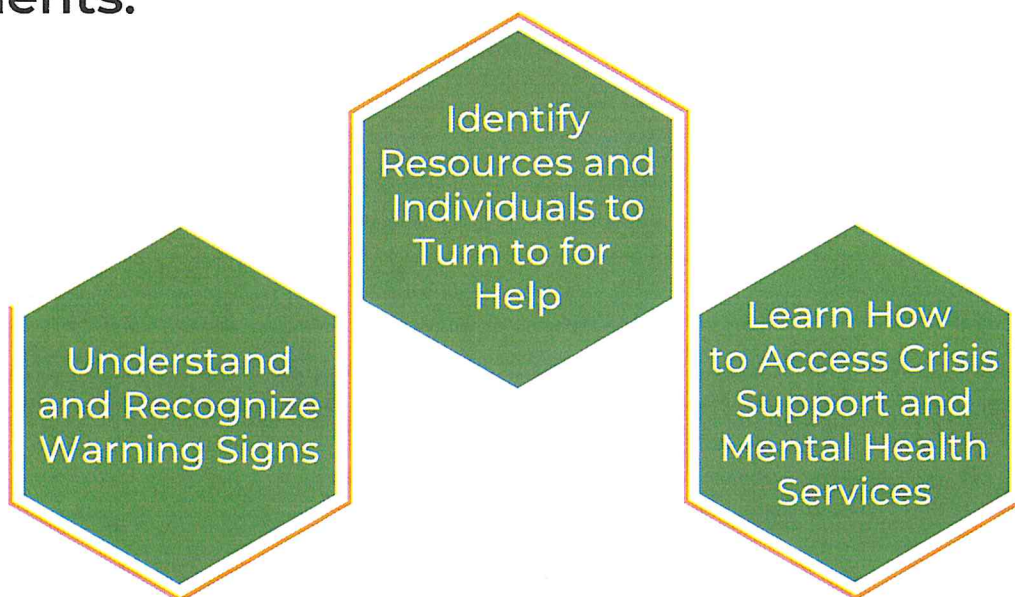 Understand
and Recognize
Warning Signs
Identify
Resources and
Individuals to
Turn to for
Help
Learn How
to Access Crisis
Support and
Mental Health
Services